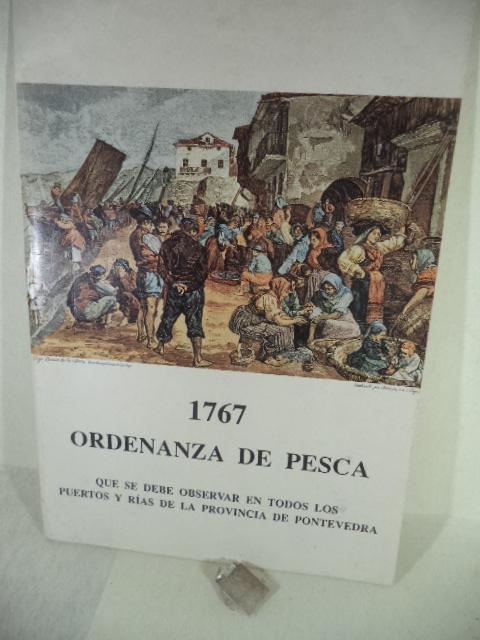 1767
ORDENANZA DE PESCA
QUE SE DEBE OBSERVAR EN TODOS LOS
PUERTOS Y RÍAS DE LA PROVINCIA DE PONTEVEDRA